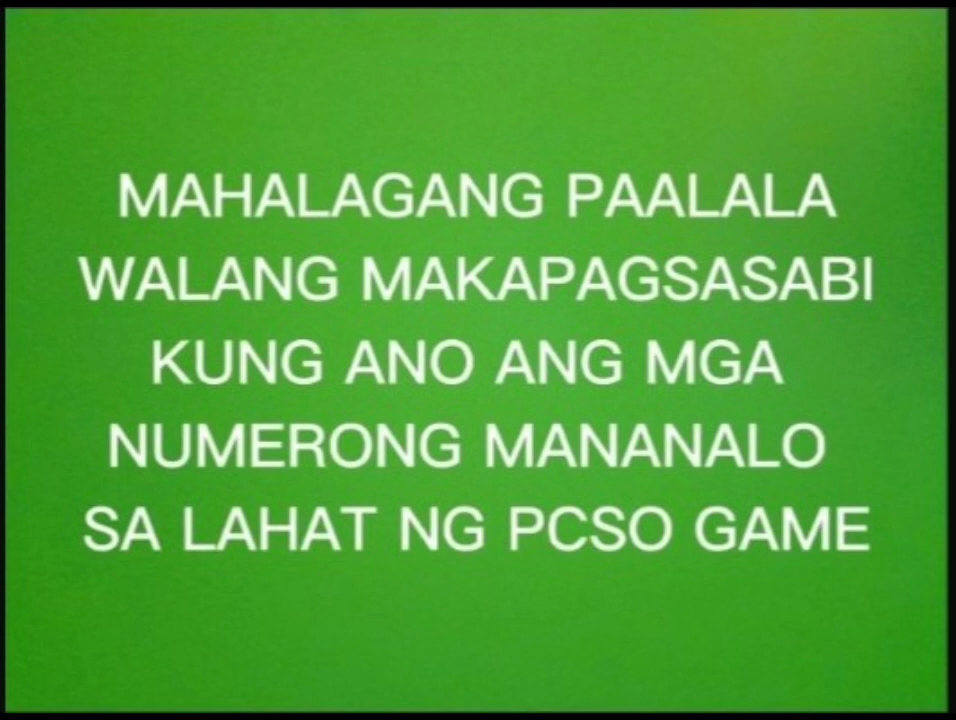 MAHALAGANG PAALALA
WALANG MAKAPAGSASABI
KUNG ANO ANG MGA
NUMERONG MANANALO
SA LAHAT NG PCSO GAME